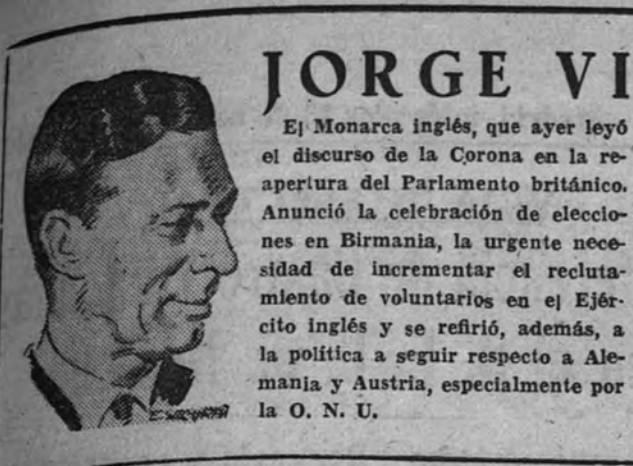 JORGE VI
El Monarca inglés, que ayer leyó
el discurso de la Corona en la re-
apertura del Parlamento británico.
Anunció la celebración de eleccio-
nes en Birmania, la urgente nece-
sidad de incrementar el recluta-
miento de voluntarios en el Ejér-
cito inglés y se refirió, además, a
la política a seguir respecto a Ale-
mania y Austria, especialmente por
la O. N. U.